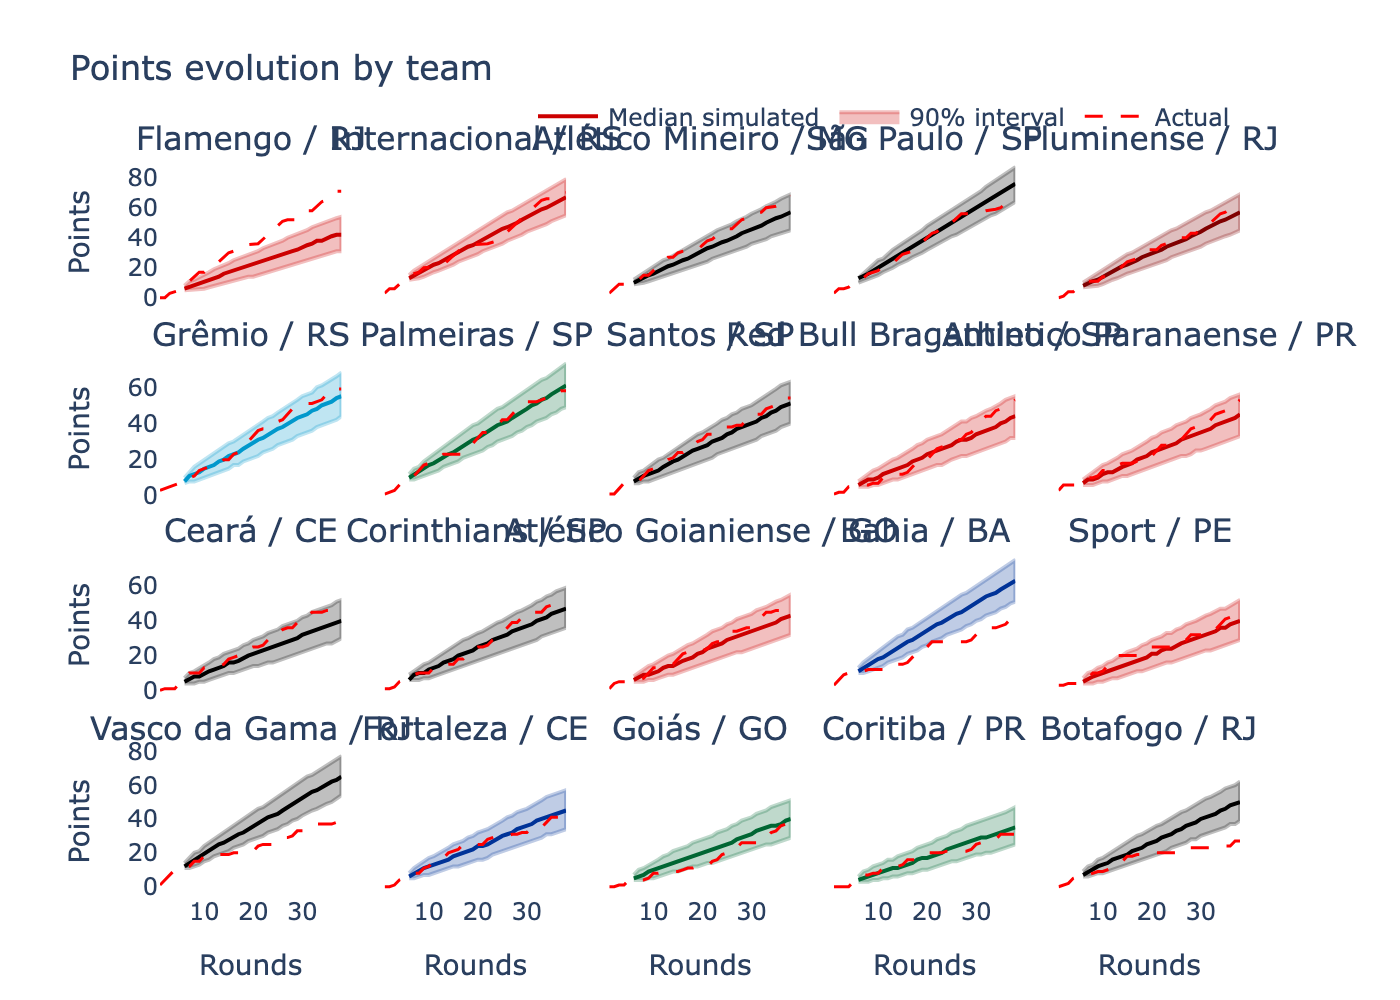 Points evolution by team
Median simulated 90% interval Actual
Flamengo / RJ Internacional / RS Atlético Mineiro / MG São Paulo / SP Fluminense / RJ
Points
80
60
40
20
0
Grêmio / RS Palmeiras / SP Santos / SP Red Bull Bragantino / SP Athletico Paranaense / PR
Points
60
40
20
0
Ceará / CE Corinthians / SP Atlético Goianiense / GO Bahia / BA Sport / PE
Points
60
40
20
0
Vasco da Gama / RJ Fortaleza / CE Goiás / GO Coritiba / PR Botafogo / RJ
Points
80
60
40
20
0
10 20 30 10 20 30 10 20 30 10 20 30 10 20 30
Rounds Rounds Rounds Rounds Rounds